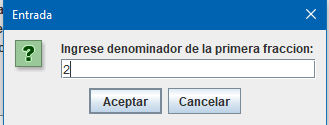 Entrada
Ingrese denominador de la primera fraccion:
2
Aceptar Cancelar